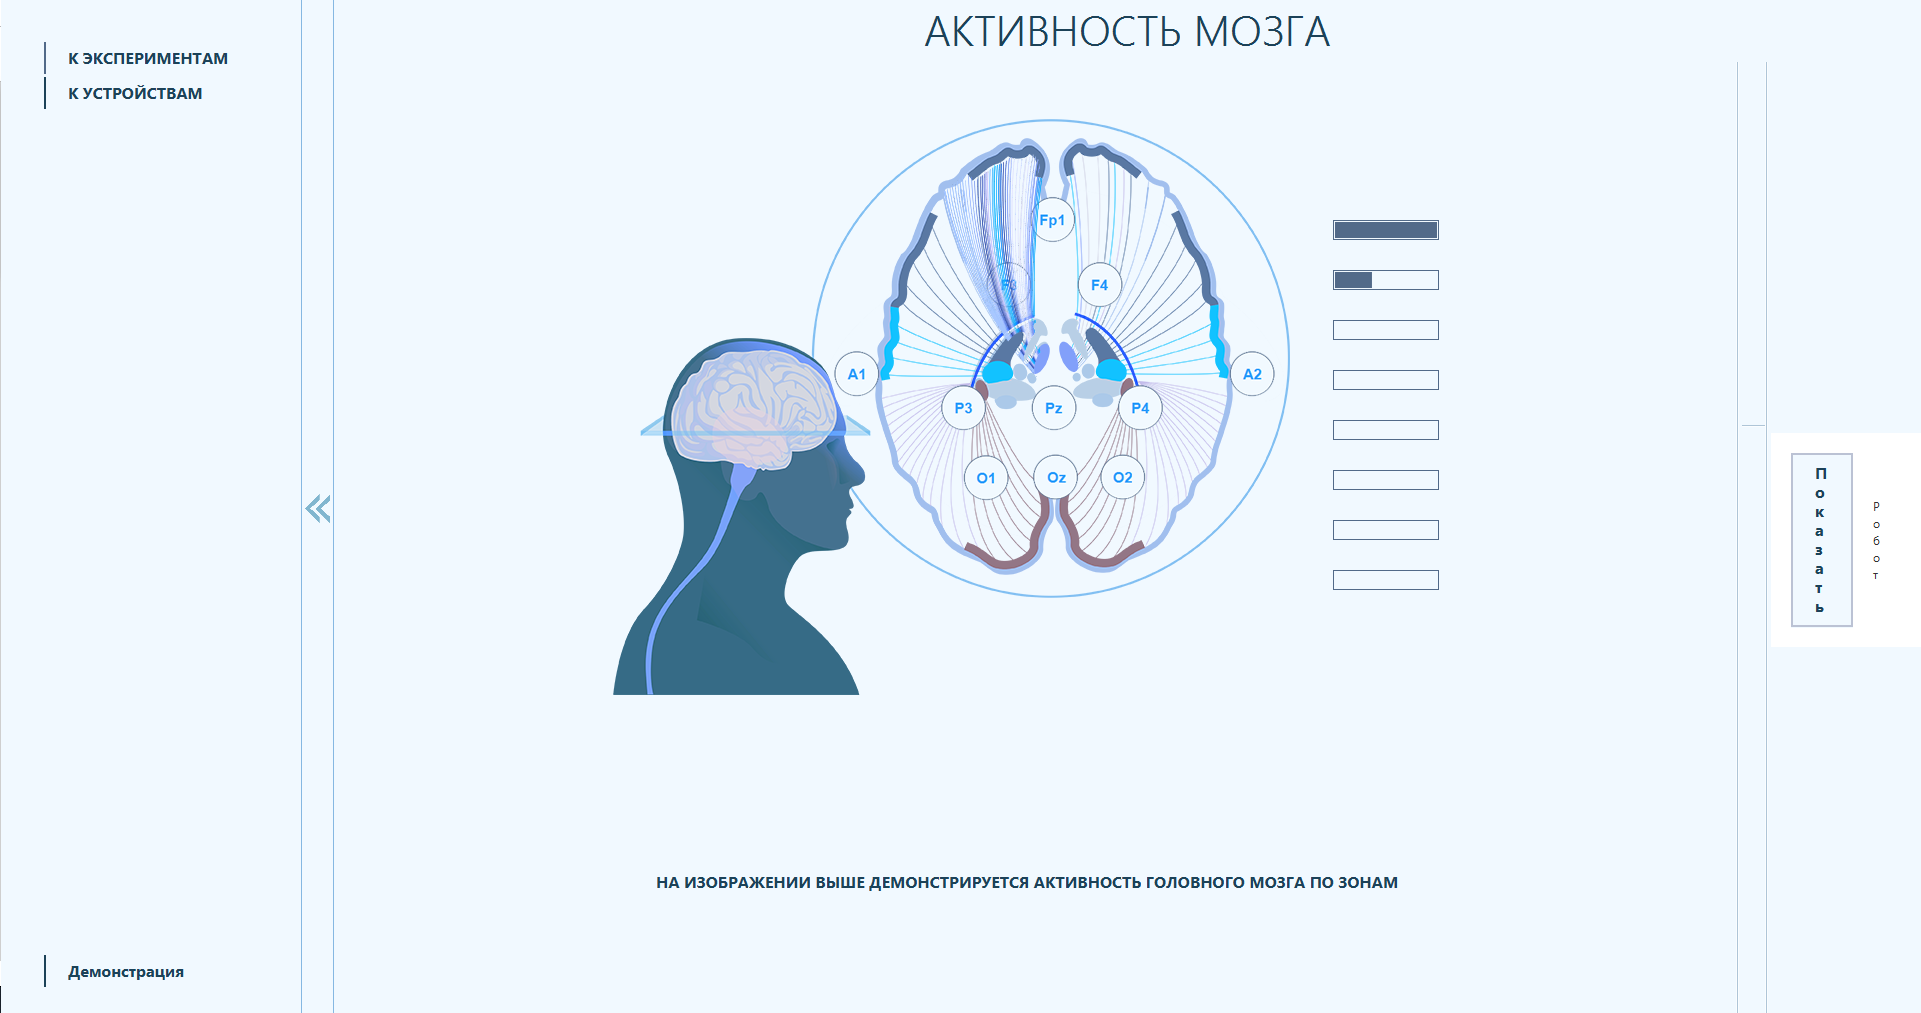 АКТИВНОСТЬ МОЗГА
К ЭКСПЕРИМЕНТАМ
К УСТРОЙСТВАМ
Fp1
F3
F4
A1
A2
P3
Pz
P4
O1
Oz
O2
Показать
Робот
НА ИЗОБРАЖЕНИИ ВЫШЕ ДЕМОНСТРИРУЕТСЯ АКТИВНОСТЬ ГОЛОВНОГО МОЗГА ПО ЗОНАМ
Демонстрация